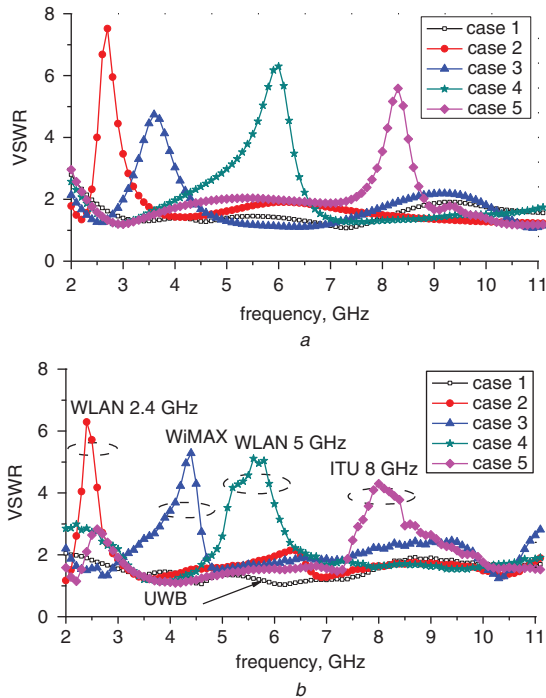 8
6
4
2
0
VSWR
case 1
case 2
case 3
case 4
case 5
2 3 4 5 6 7 8 9 10 11
frequency, GHz
a
8
6
4
2
0
VSWR
WLAN 2.4 GHz
WiMAX
WLAN 5 GHz
ITU 8 GHz
UWB
case 1
case 2
case 3
case 4
case 5
2 3 4 5 6 7 8 9 10 11
frequency, GHz
b